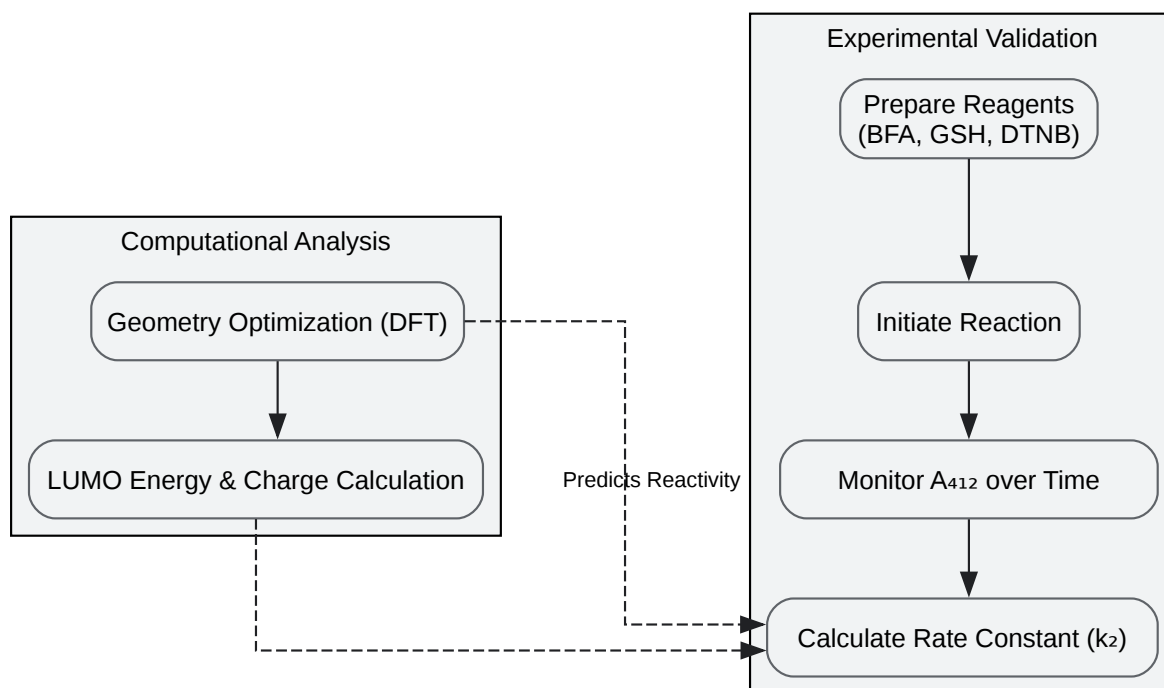 Experimental Validation
Prepare Reagents
(BFA, GSH, DTNB)
Computational Analysis
Geometry Optimization (DFT)
Initiate Reaction
LUMO Energy & Charge Calculation
Predicts Reactivity
Monitor A₄₁₂ over Time
Calculate Rate Constant (k₂)